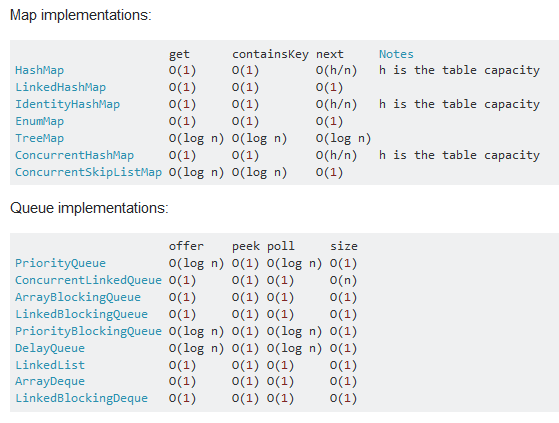 Map implementations:
get containsKey next Notes
HashMap O(1) O(1) O(h/n) h is the table capacity
LinkedHashMap O(1) O(1) O(1)
IdentityHashMap O(1) O(1) O(h/n) h is the table capacity
EnumMap O(1) O(1) O(1)
TreeMap O(log n) O(log n) O(log n)
ConcurrentHashMap O(1) O(1) O(h/n) h is the table capacity
ConcurrentSkipListMap O(log n) O(log n) O(1)
Queue implementations:
offer peek poll size
PriorityQueue O(log n) O(1) O(log n) O(1)
ConcurrentLinkedQueue O(1) O(1) O(1) O(n)
ArrayBlockingQueue O(1) O(1) O(1) O(1)
LinkedBlockingQueue O(1) O(1) O(1) O(1)
PriorityBlockingQueue O(log n) O(1) O(log n) O(1)
DelayQueue O(log n) O(1) O(log n) O(1)
LinkedList O(1) O(1) O(1) O(1)
ArrayDeque O(1) O(1) O(1) O(1)
LinkedBlockingDeque O(1) O(1) O(1) O(1)